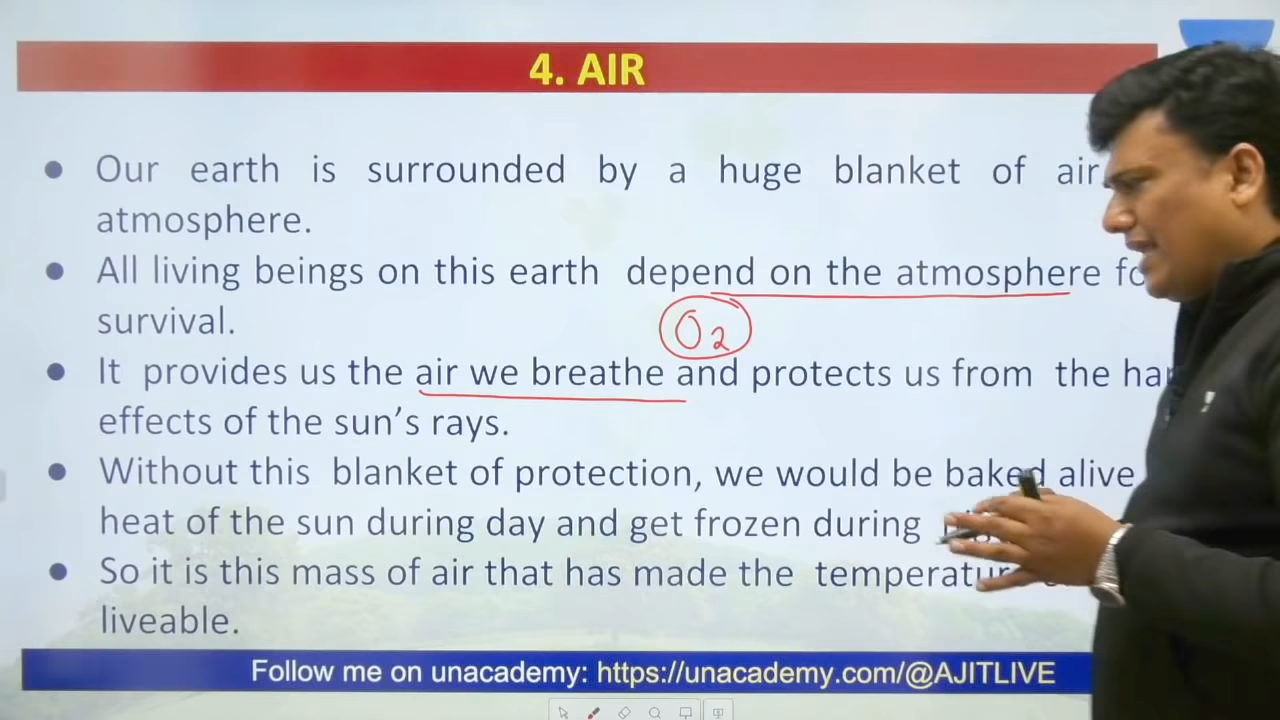 4. AIR
● Our earth is surrounded by a huge blanket of air
atmosphere.
● All living beings on this earth depend on the atmosphere
survival.
O2
● It provides us the air we breathe and protects us from the
effects of the sun's rays.
● Without this blanket of protection, we would be baked alive
heat of the sun during day and get frozen during
● So it is this mass of air that has made the
liveable.
Follow me on unacademy: https://unacademy.com/@AJITLIVE